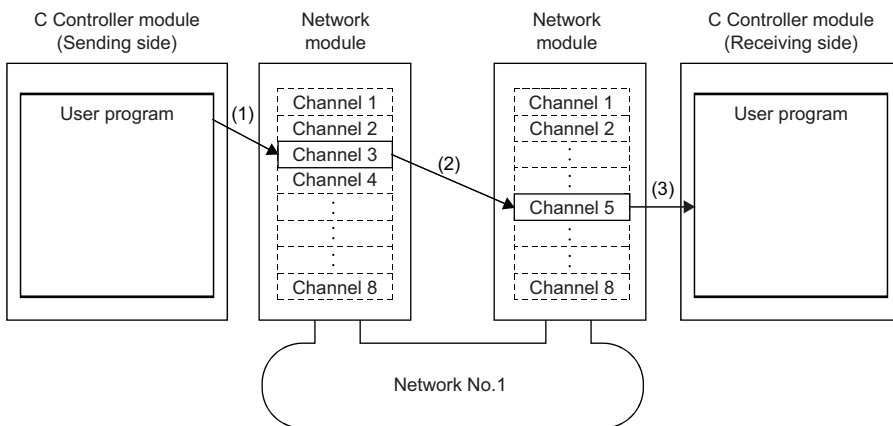 C Controller module
(Sending side)
Network
module
Network
module
C Controller module
(Receiving side)
User program
(1)
Channel 1
Channel 2
Channel 3
Channel 4
Channel 8
(2)
Channel 1
Channel 2
Channel 5
Channel 8
(3)
User program
Network No.1